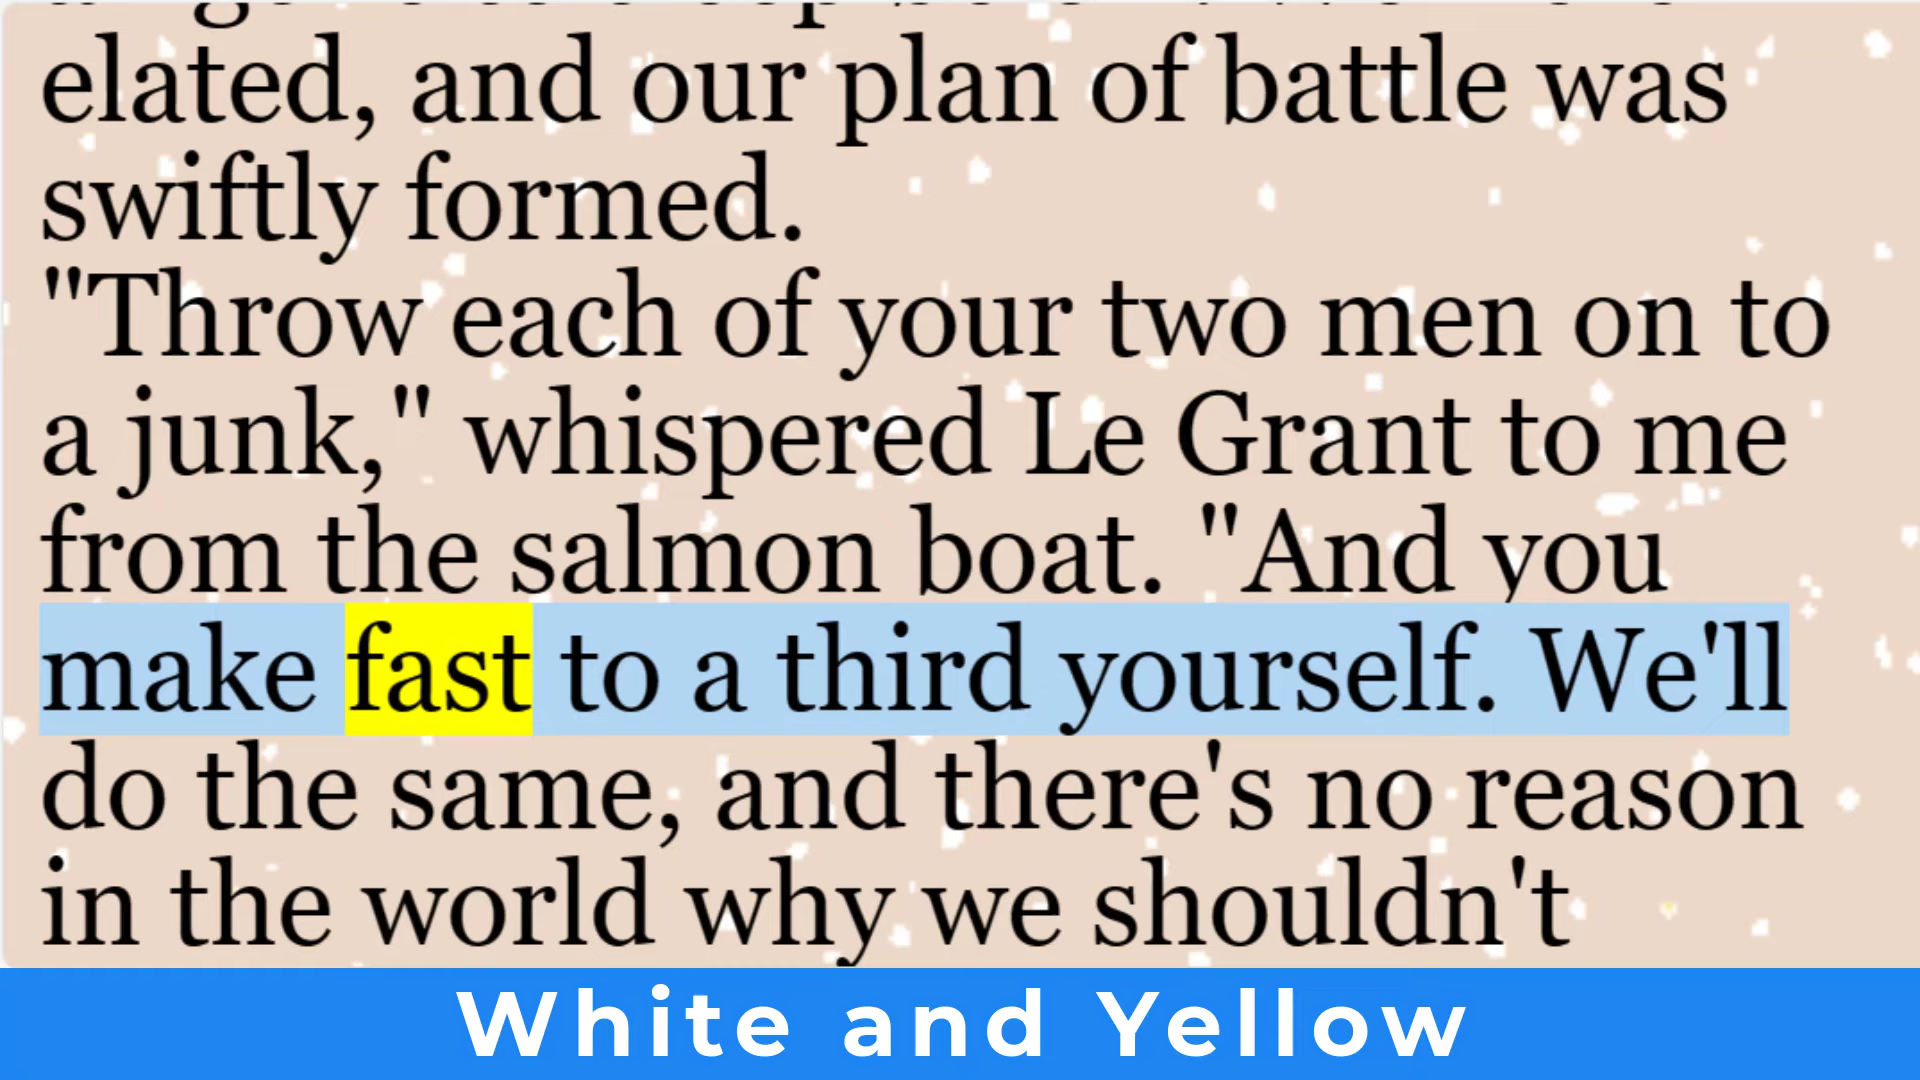 elated, and our plan of battle was
swiftly formed.
"Throw each of your two men on to
a junk," whispered Le Grant to me
from the salmon boat. "And you
make fast to a third yourself. We'll
do the same, and there's no reason
in the world why we shouldn't
White and Yellow